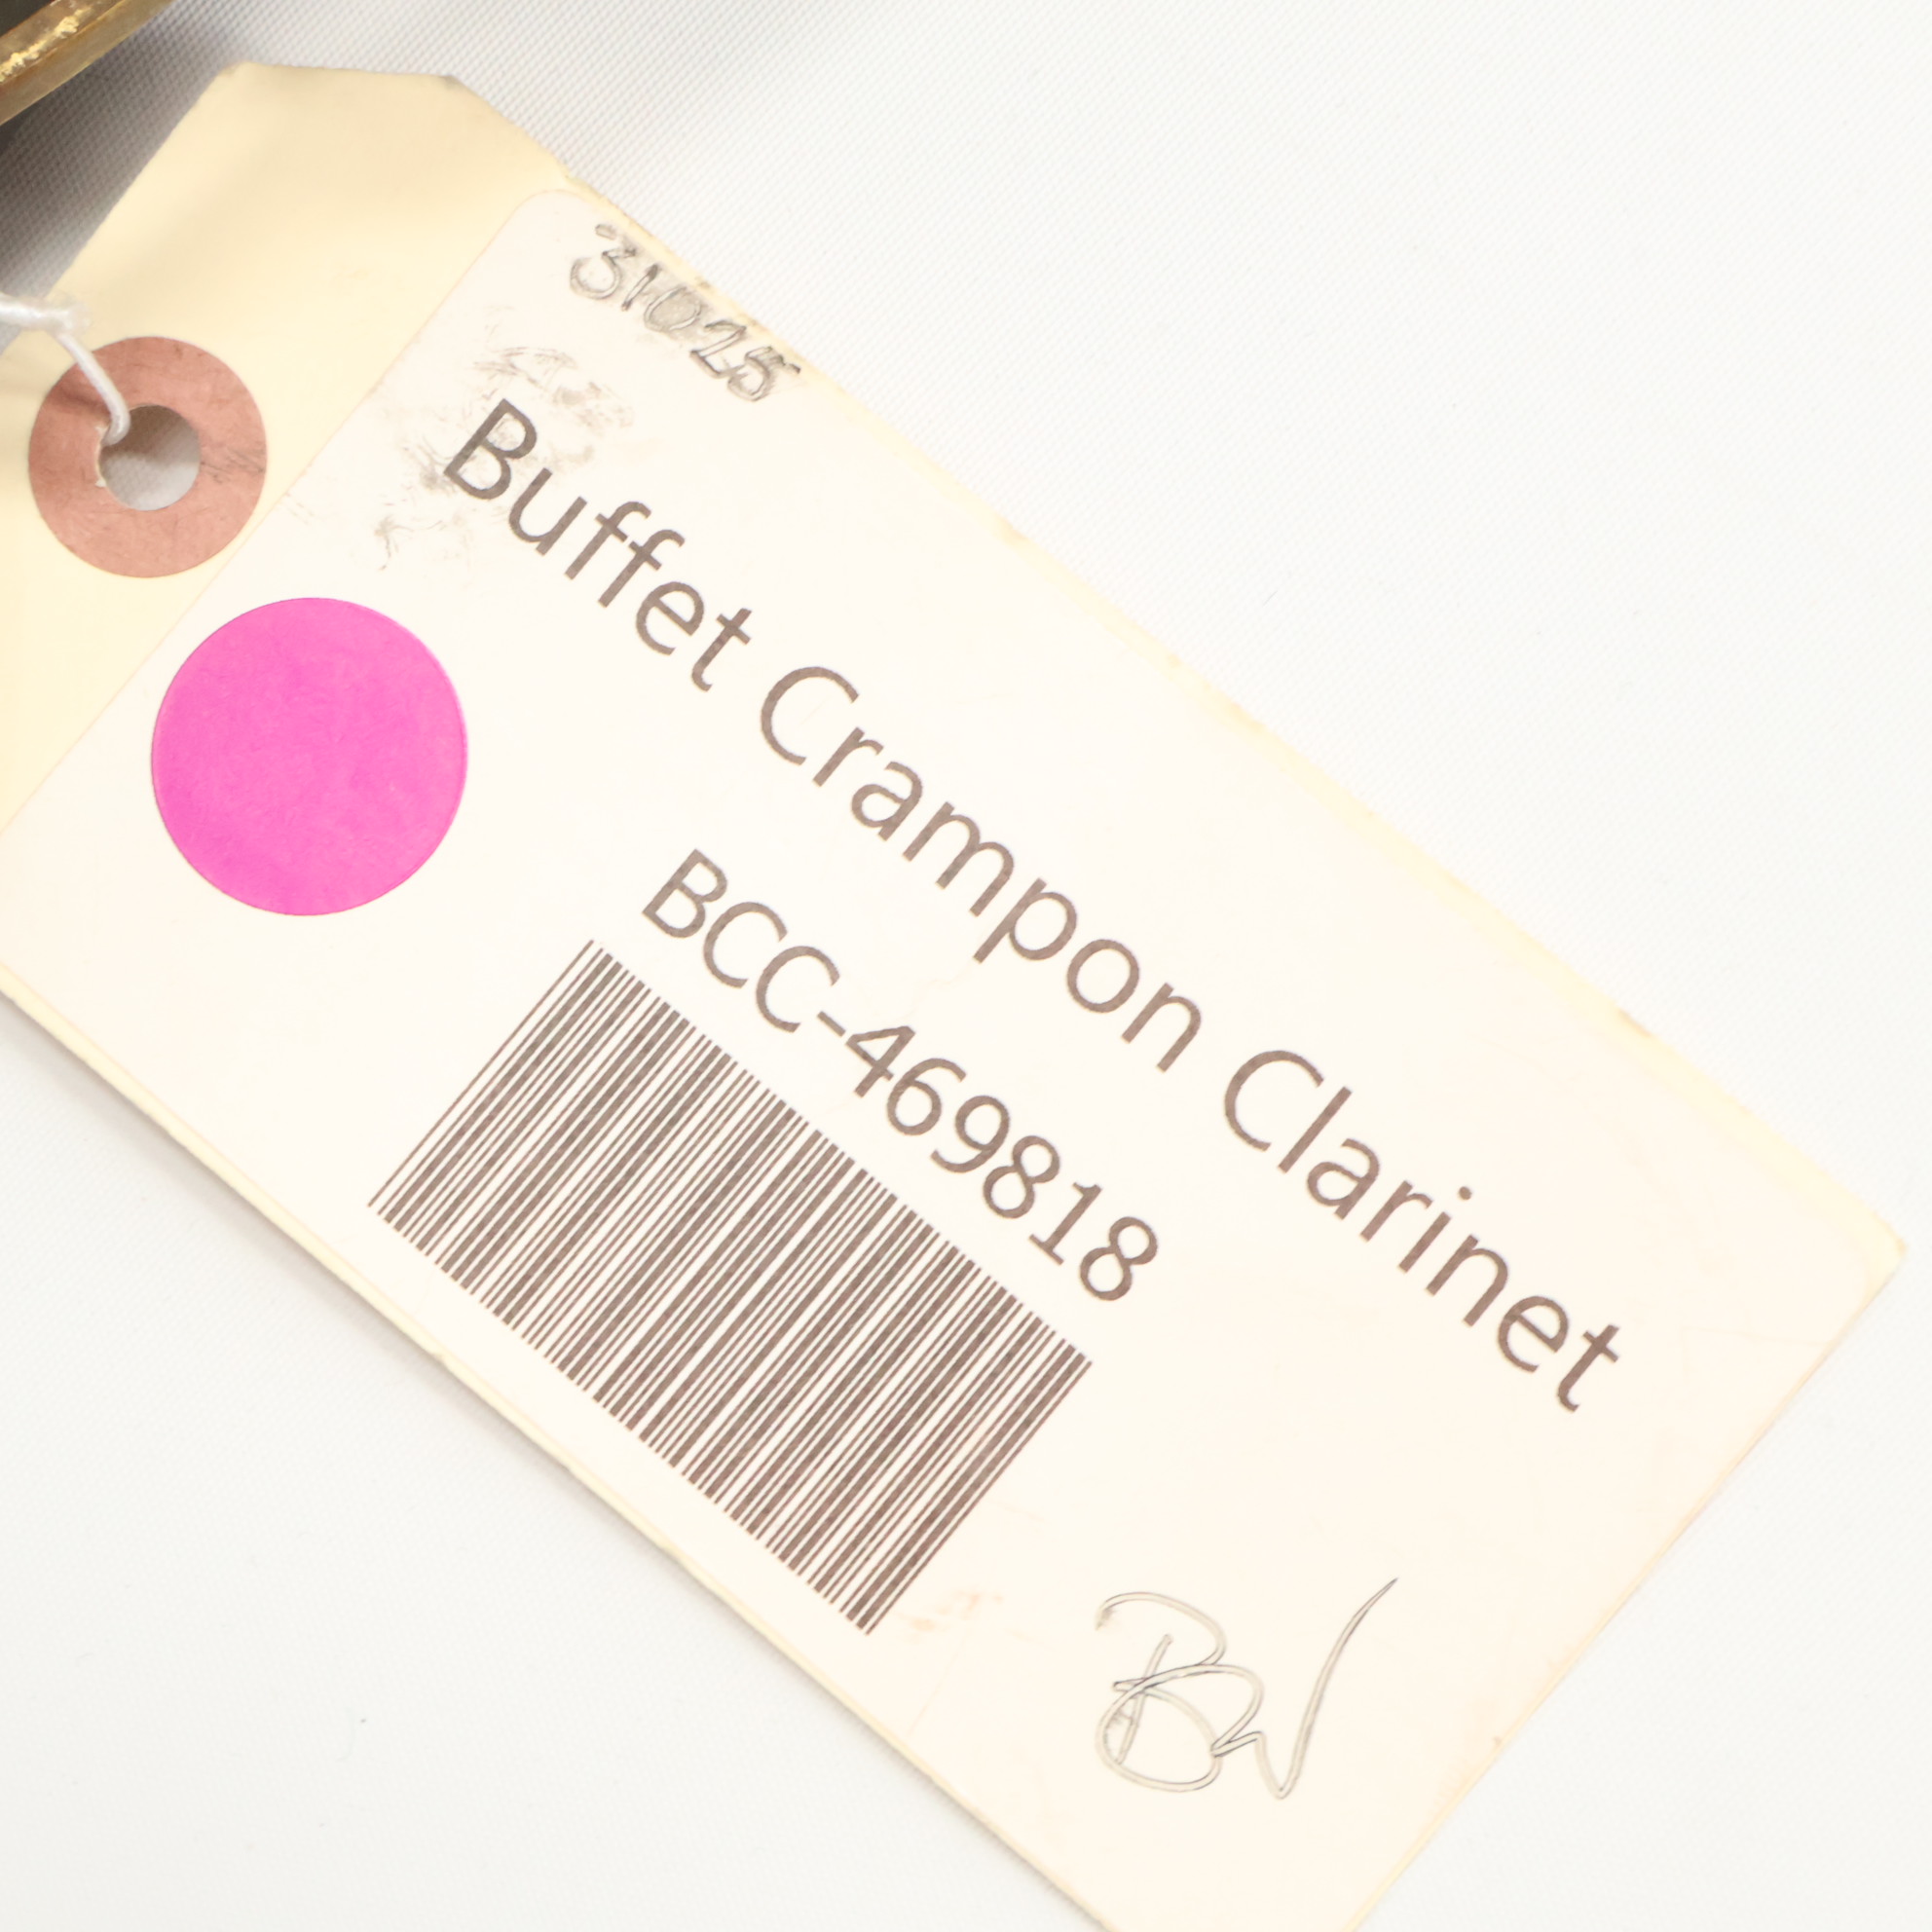 31025
Buffet Crampon Clarinet
BCC-469818
BW